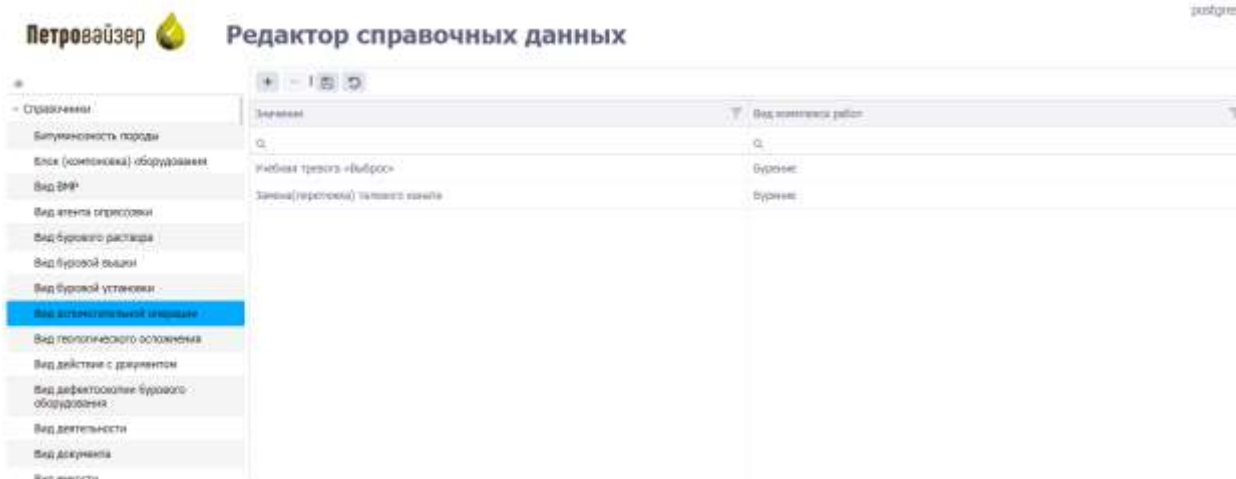 postgres
Петровайзер
Редактор справочных данных
Справочники
Битуминозность породы
Блок (компоновка) оборудования
Вид ВМР
Вид агента опрессовки
Вид бурового раствора
Вид буровой вышки
Вид буровой установки
Вид вспомогательной операции
Вид геологического осложнения
Вид действия с документом
Вид дефектоскопии бурового
оборудования
Вид деятельности
Вид документа
Вид емкости
Значение
Вид комплекса работ
Учебная тревога «Выброс»
Бурение
Замена(перетяжка) талевого каната
Бурение